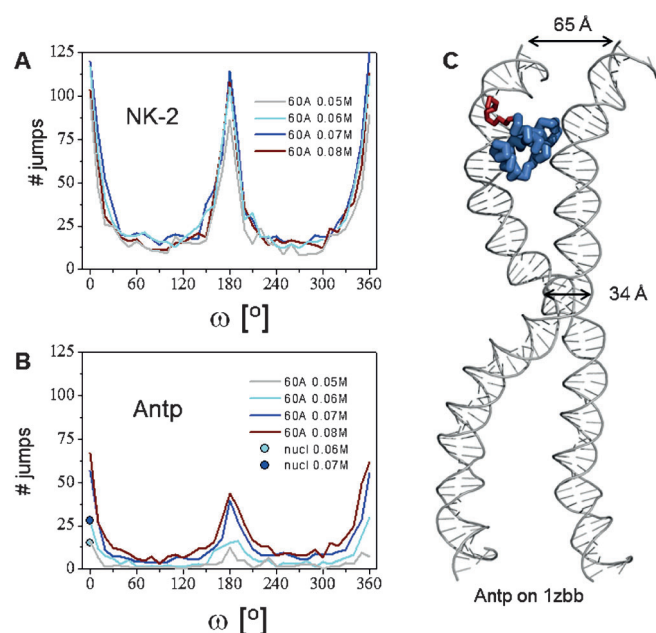 A
# jumps
125
100
75
50
25
0
NK-2
60A 0.05M
60A 0.06M
60A 0.07M
60A 0.08M
0 60 120 180 240 300 360
ω [º]
B
# jumps
125
100
75
50
25
0
Antp
60A 0.05M
60A 0.06M
60A 0.07M
60A 0.08M
nucl 0.06M
nucl 0.07M
0 60 120 180 240 300 360
ω [º]
C
65 Å
34 Å
Antp on 1zbb